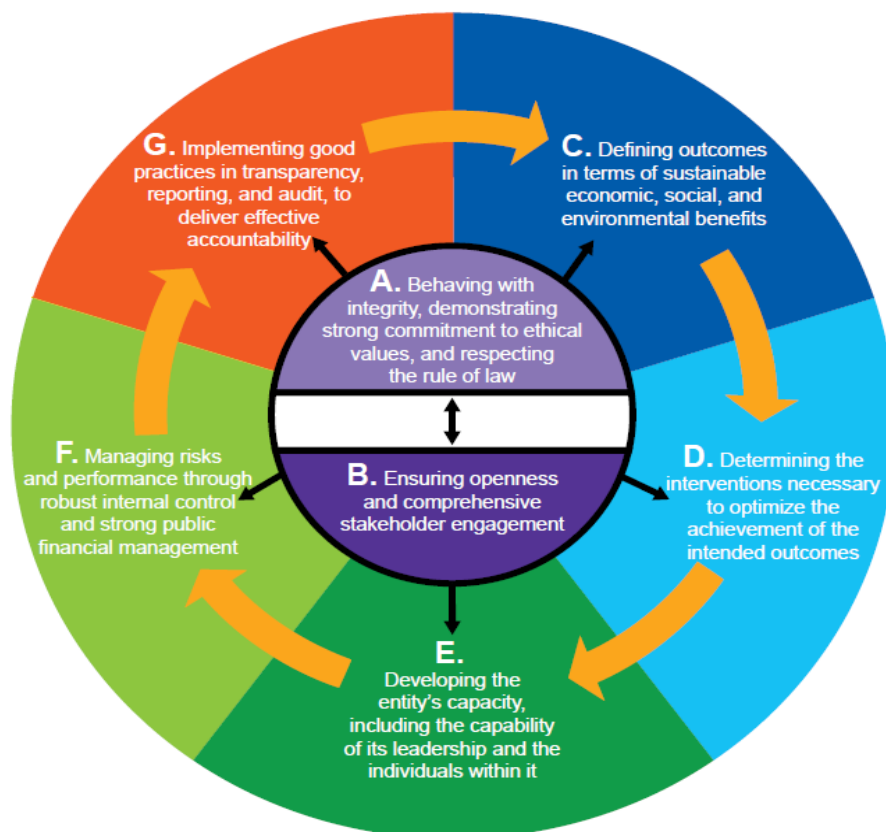 G. Implementing good
practices in transparency,
reporting, and audit, to
deliver effective
accountability
C. Defining outcomes
in terms of sustainable
economic, social, and
environmental benefits
A. Behaving with
integrity, demonstrating
strong commitment to ethical
values, and respecting
the rule of law
F. Managing risks
and performance through
robust internal control
and strong public
financial management
B. Ensuring openness
and comprehensive
stakeholder engagement
D. Determining the
interventions necessary
to optimize the
achievement of the
intended outcomes
E.
Developing the
entity's capacity,
including the capability
of its leadership and the
individuals within it